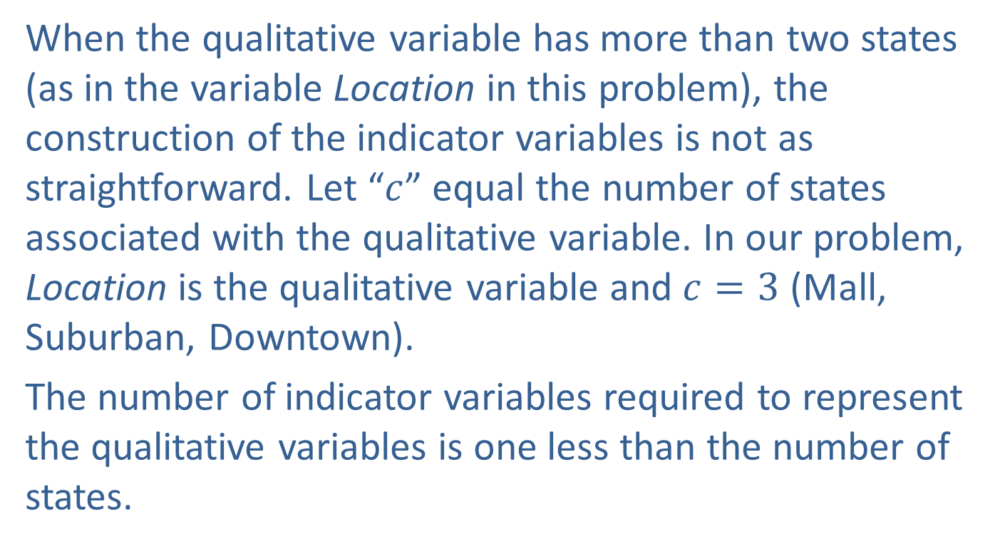 When the qualitative variable has more than two states
(as in the variable Location in this problem), the
construction of the indicator variables is not as
straightforward. Let “c” equal the number of states
associated with the qualitative variable. In our problem,
Location is the qualitative variable and c = 3 (Mall,
Suburban, Downtown).
The number of indicator variables required to represent
the qualitative variables is one less than the number of
states.